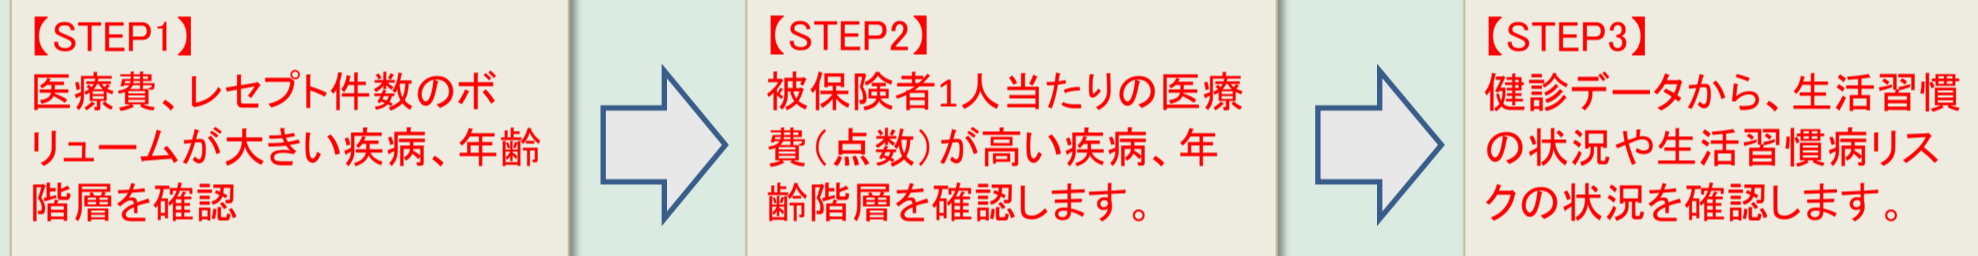 【STEP1】
医療費、レセプト件数のボ
リュームが大きい疾病、年齢
階層を確認
【STEP2】
被保険者1人当たりの医療
費(点数)が高い疾病、年
齢階層を確認します。
【STEP3】
健診データから、生活習慣
の状況や生活習慣病リス
クの状況を確認します。